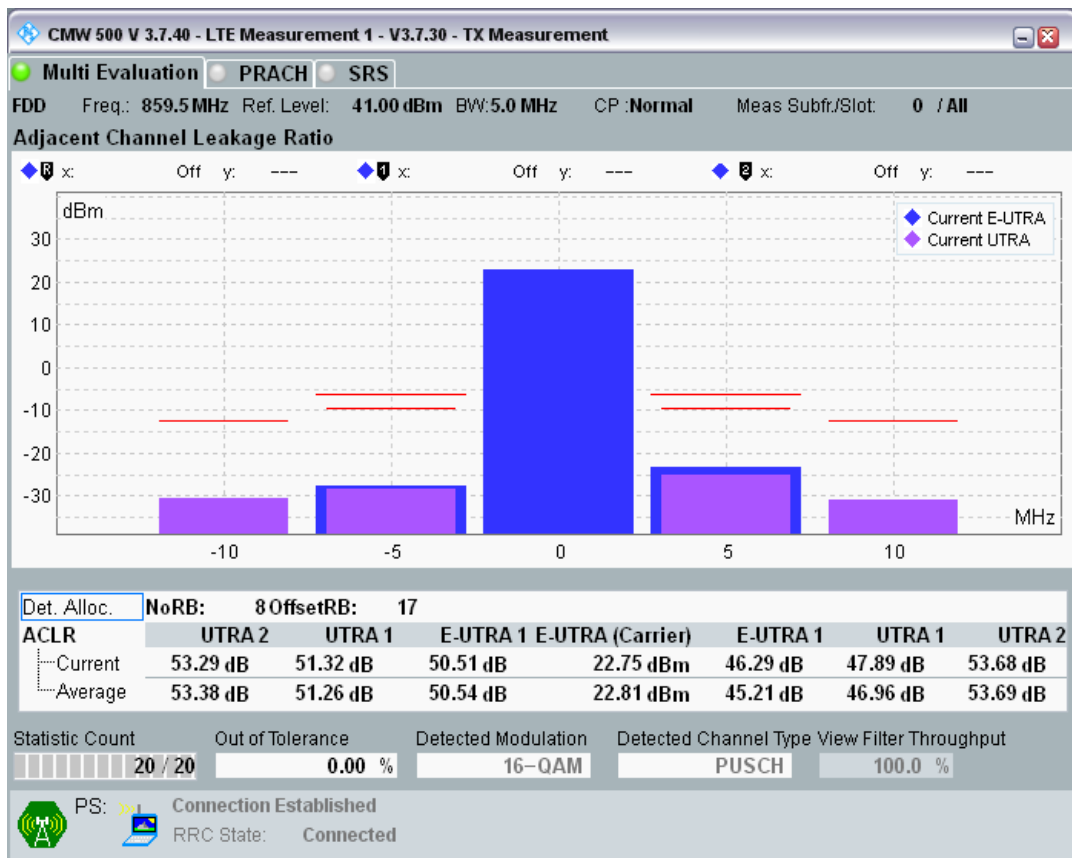 CMW 500 V 3.7.40 - LTE Measurement 1 - V3.7.30 - TX Measurement
Multi Evaluation PRACH SRS
FDD Freq.: 859.5 MHz Ref. Level: 41.00 dBm BW:5.0 MHz CP :Normal Meas Subfr./Slot: 0 / All
Adjacent Channel Leakage Ratio
R x: Off y: --- 1 x: Off y: --- 2 x: Off y: ---
dBm
Current E-UTRA
Current UTRA
30
20
10
0
-10
-20
-30
MHz
-10 -5 0 5 10
Det. Alloc. NoRB: 8 OffsetRB: 17
ACLR UTRA 2 UTRA 1 E-UTRA 1 E-UTRA (Carrier) E-UTRA 1 UTRA 1 UTRA 2
Current 53.29 dB 51.32 dB 50.51 dB 22.75 dBm 46.29 dB 47.89 dB 53.68 dB
Average 53.38 dB 51.26 dB 50.54 dB 22.81 dBm 45.21 dB 46.96 dB 53.69 dB
Statistic Count Out of Tolerance Detected Modulation Detected Channel Type View Filter Throughput
20 / 20 0.00 % 16-QAM PUSCH 100.0 %
PS: Connection Established
RRC State: Connected